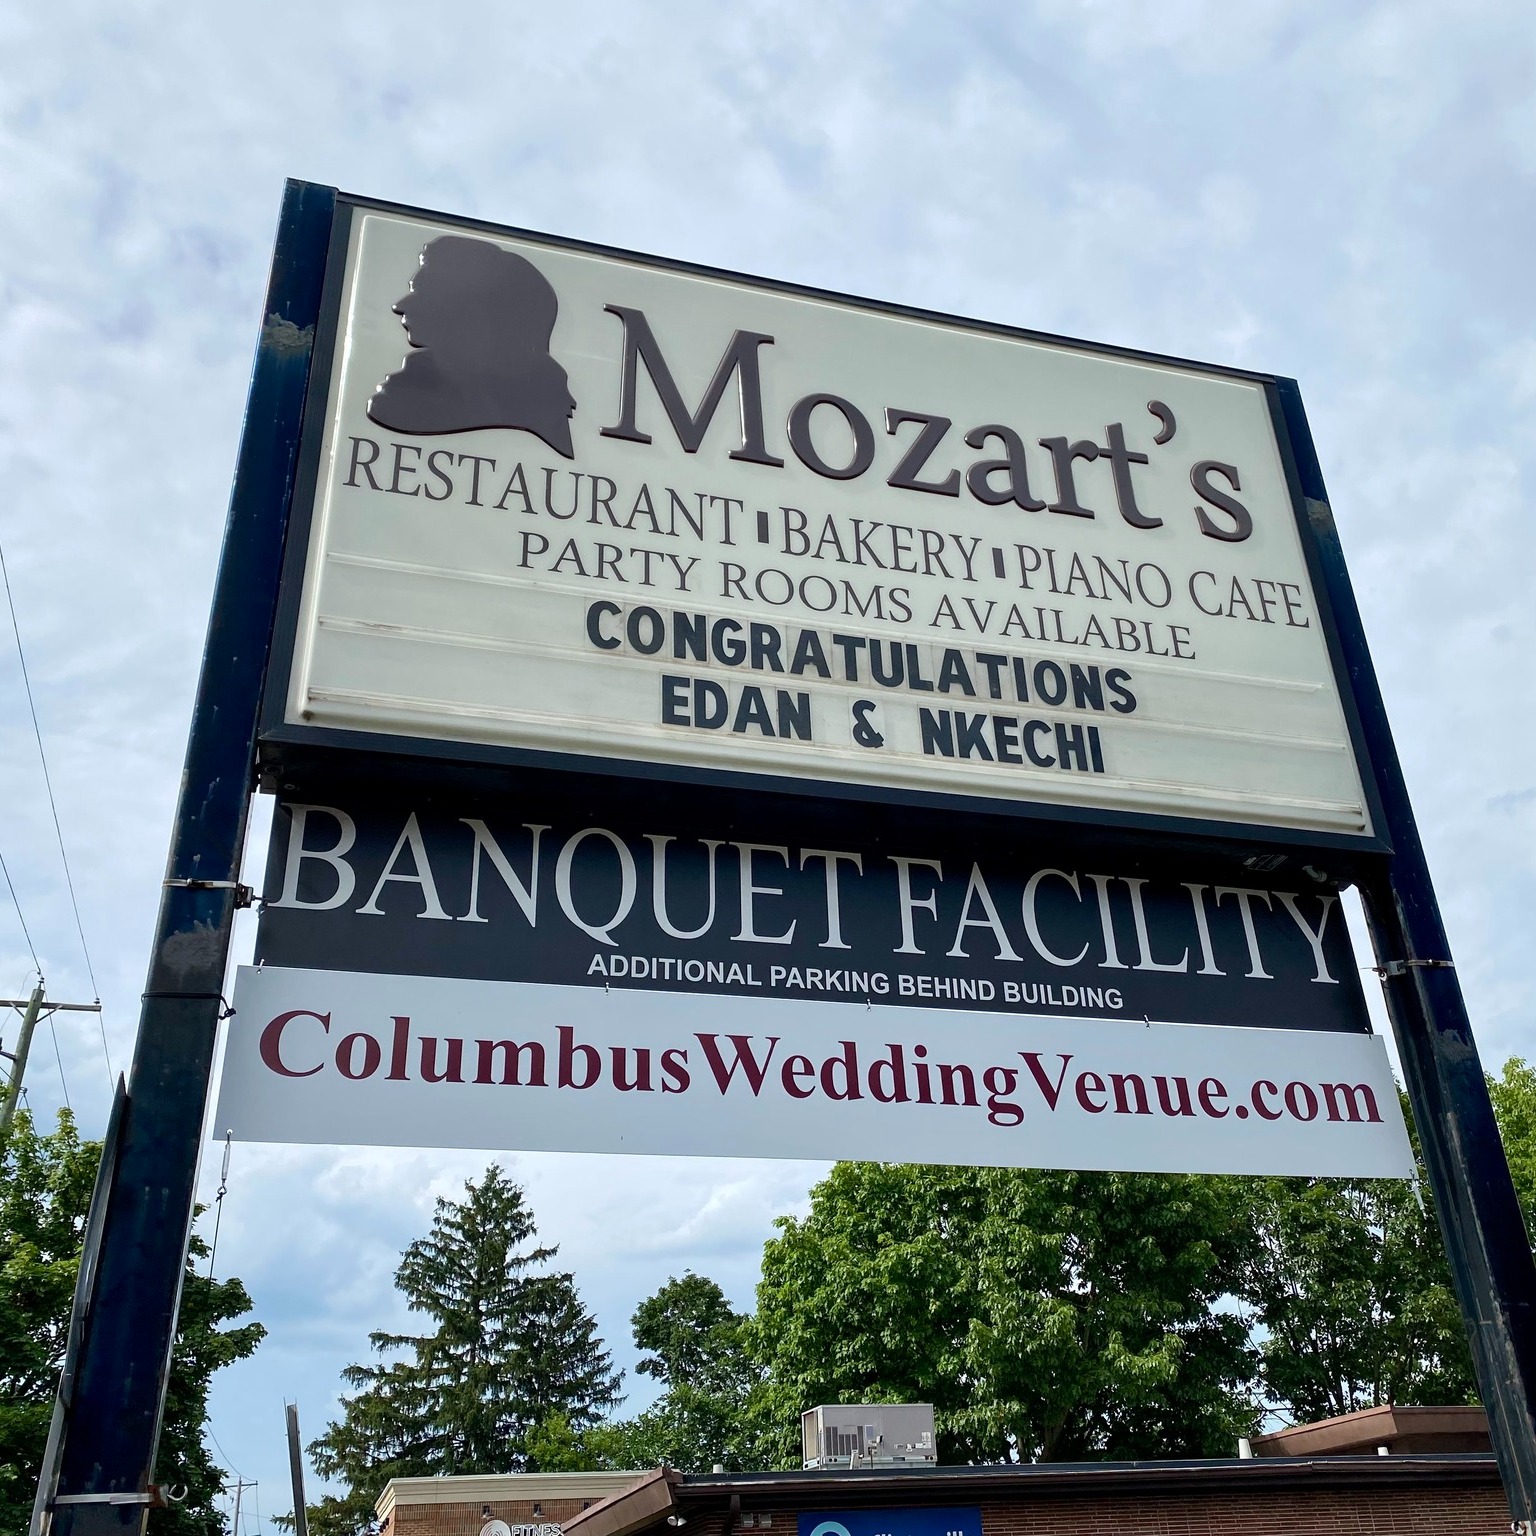 Mozart's
RESTAURANT ▮ BAKERY ▮ PIANO CAFE
PARTY ROOMS AVAILABLE
CONGRATULATIONS
EDAN & NKECHI
BANQUET FACILITY
ADDITIONAL PARKING BEHIND BUILDING
ColumbusWeddingVenue.com
FITNESS